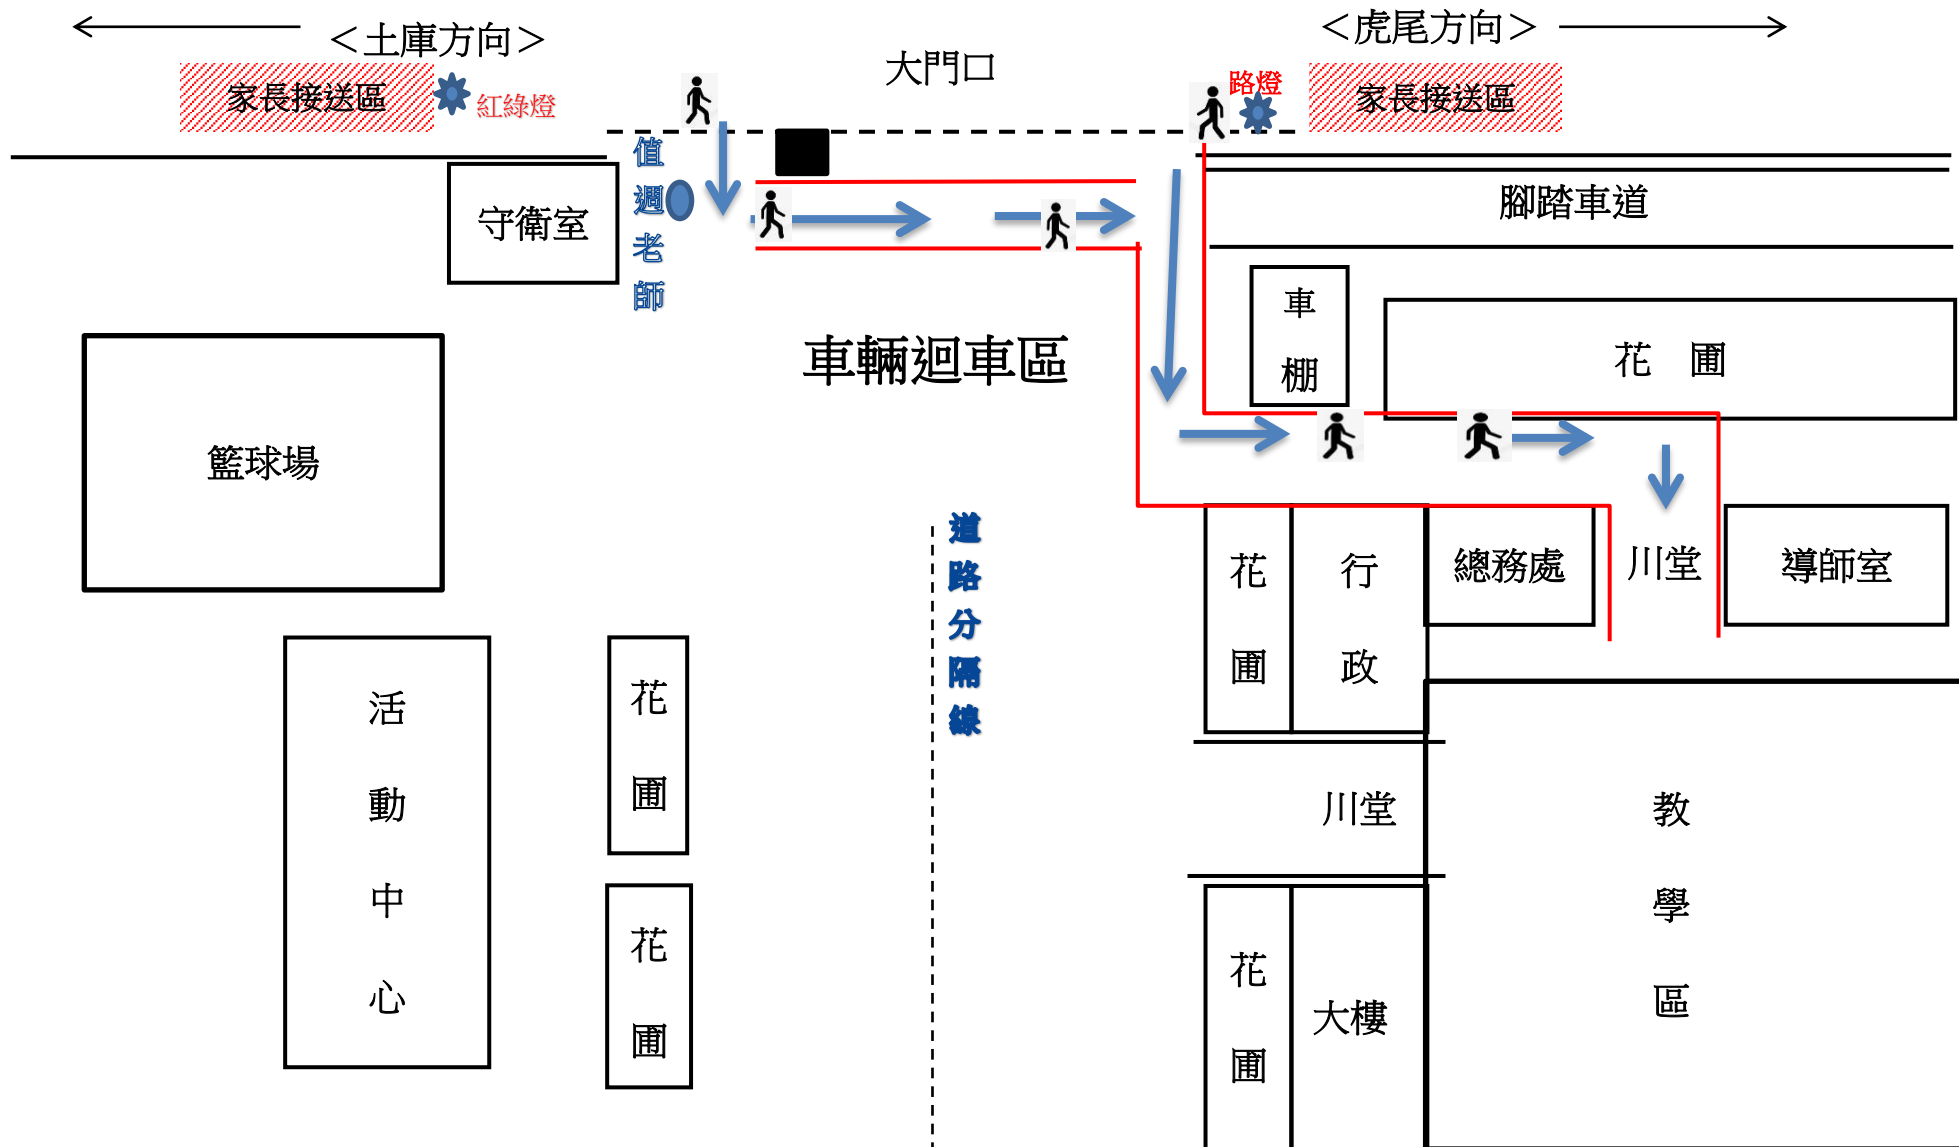 ＜土庫方向＞
大門口
＜虎尾方向＞
家長接送區
紅綠燈
路燈
家長接送區
值週老師
守衛室
腳踏車道
車棚
花圃
車輛迴車區
籃球場
道路分隔線
花圃
行政
總務處
川堂
導師室
活動中心
花圃
川堂
教學區
花圃
花圃
大樓